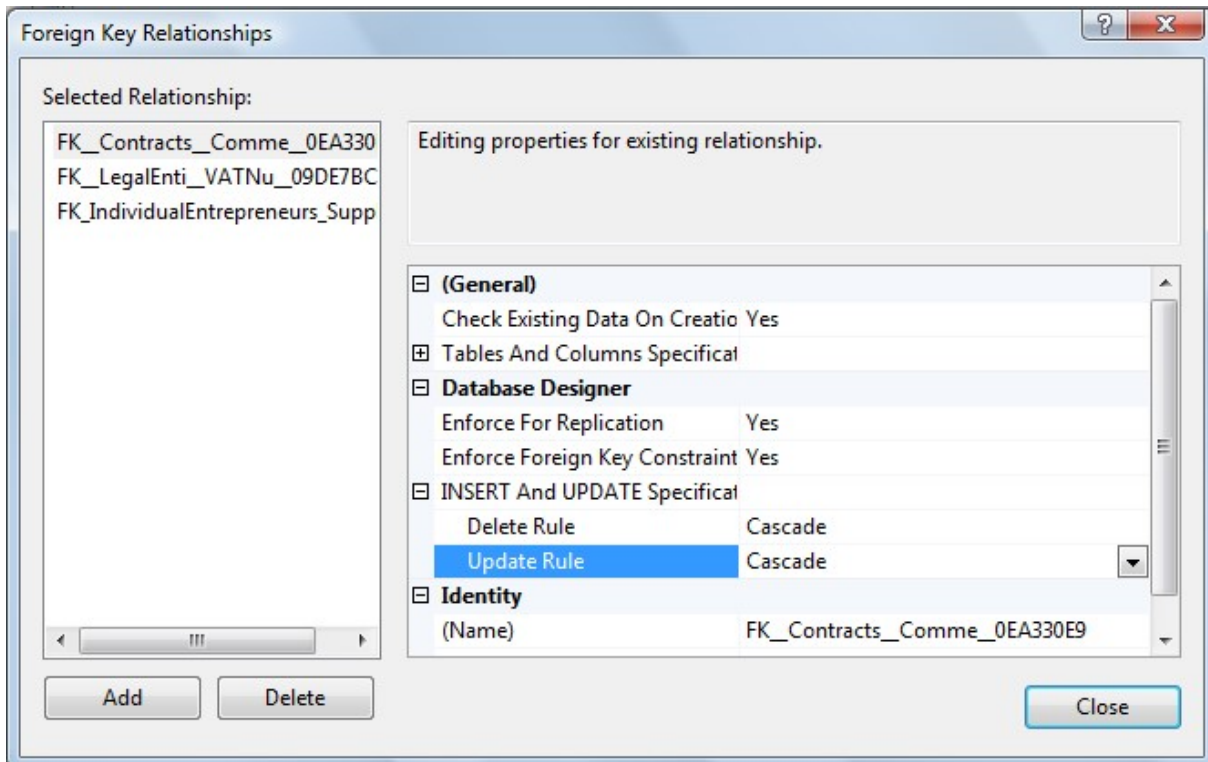 Foreign Key Relationships
?
Selected Relationship:
FK__Contracts__Comme__0EA330
FK__LegalEnti__VATNu__09DE7BC
FK_IndividualEntrepreneurs_Supp
Editing properties for existing relationship.
(General)
Check Existing Data On Creatio Yes
Tables And Columns Specificat
Database Designer
Enforce For Replication Yes
Enforce Foreign Key Constraint Yes
INSERT And UPDATE Specificat
Delete Rule Cascade
Update Rule Cascade
Identity
(Name) FK__Contracts__Comme__0EA330E9
Add Delete
Close